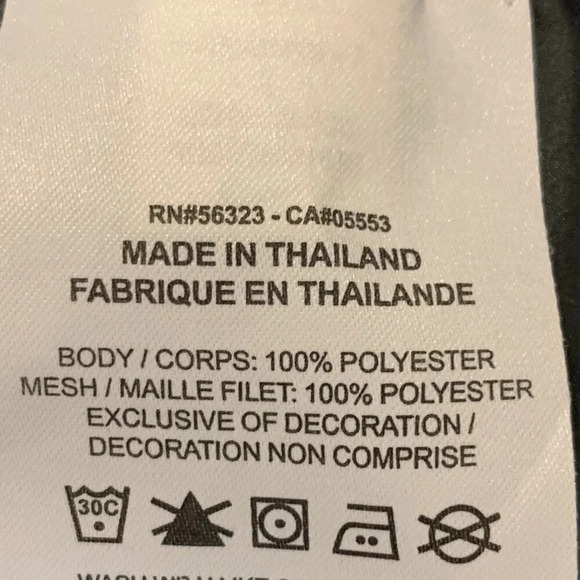 RN#56323 - CA#05553
MADE IN THAILAND
FABRIQUE EN THAILANDE
BODY / CORPS: 100% POLYESTER
MESH / MAILLE FILET: 100% POLYESTER
EXCLUSIVE OF DECORATION /
DECORATION NON COMPRISE
30C